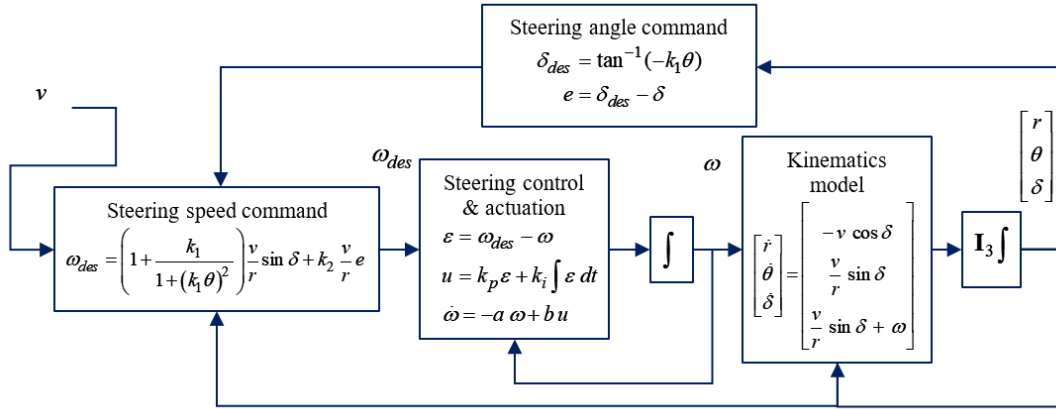 Steering angle command
δ_des = tan⁻¹(−k₁θ)
e = δ_des − δ
v
ω_des
ω
[r θ δ]
Steering speed command
ω_des = (1 + k₁/(1 + (k₁θ)²)) v/r sin δ + k₂ v/r e
Steering control
& actuation
ε = ω_des − ω
u = k_p ε + k_i ∫ ε dt
ω̇ = −a ω + b u
∫
Kinematics
model
[ṙ θ̇ δ̇] = [−v cos δ
v/r sin δ
v/r sin δ + ω]
I₃ ∫